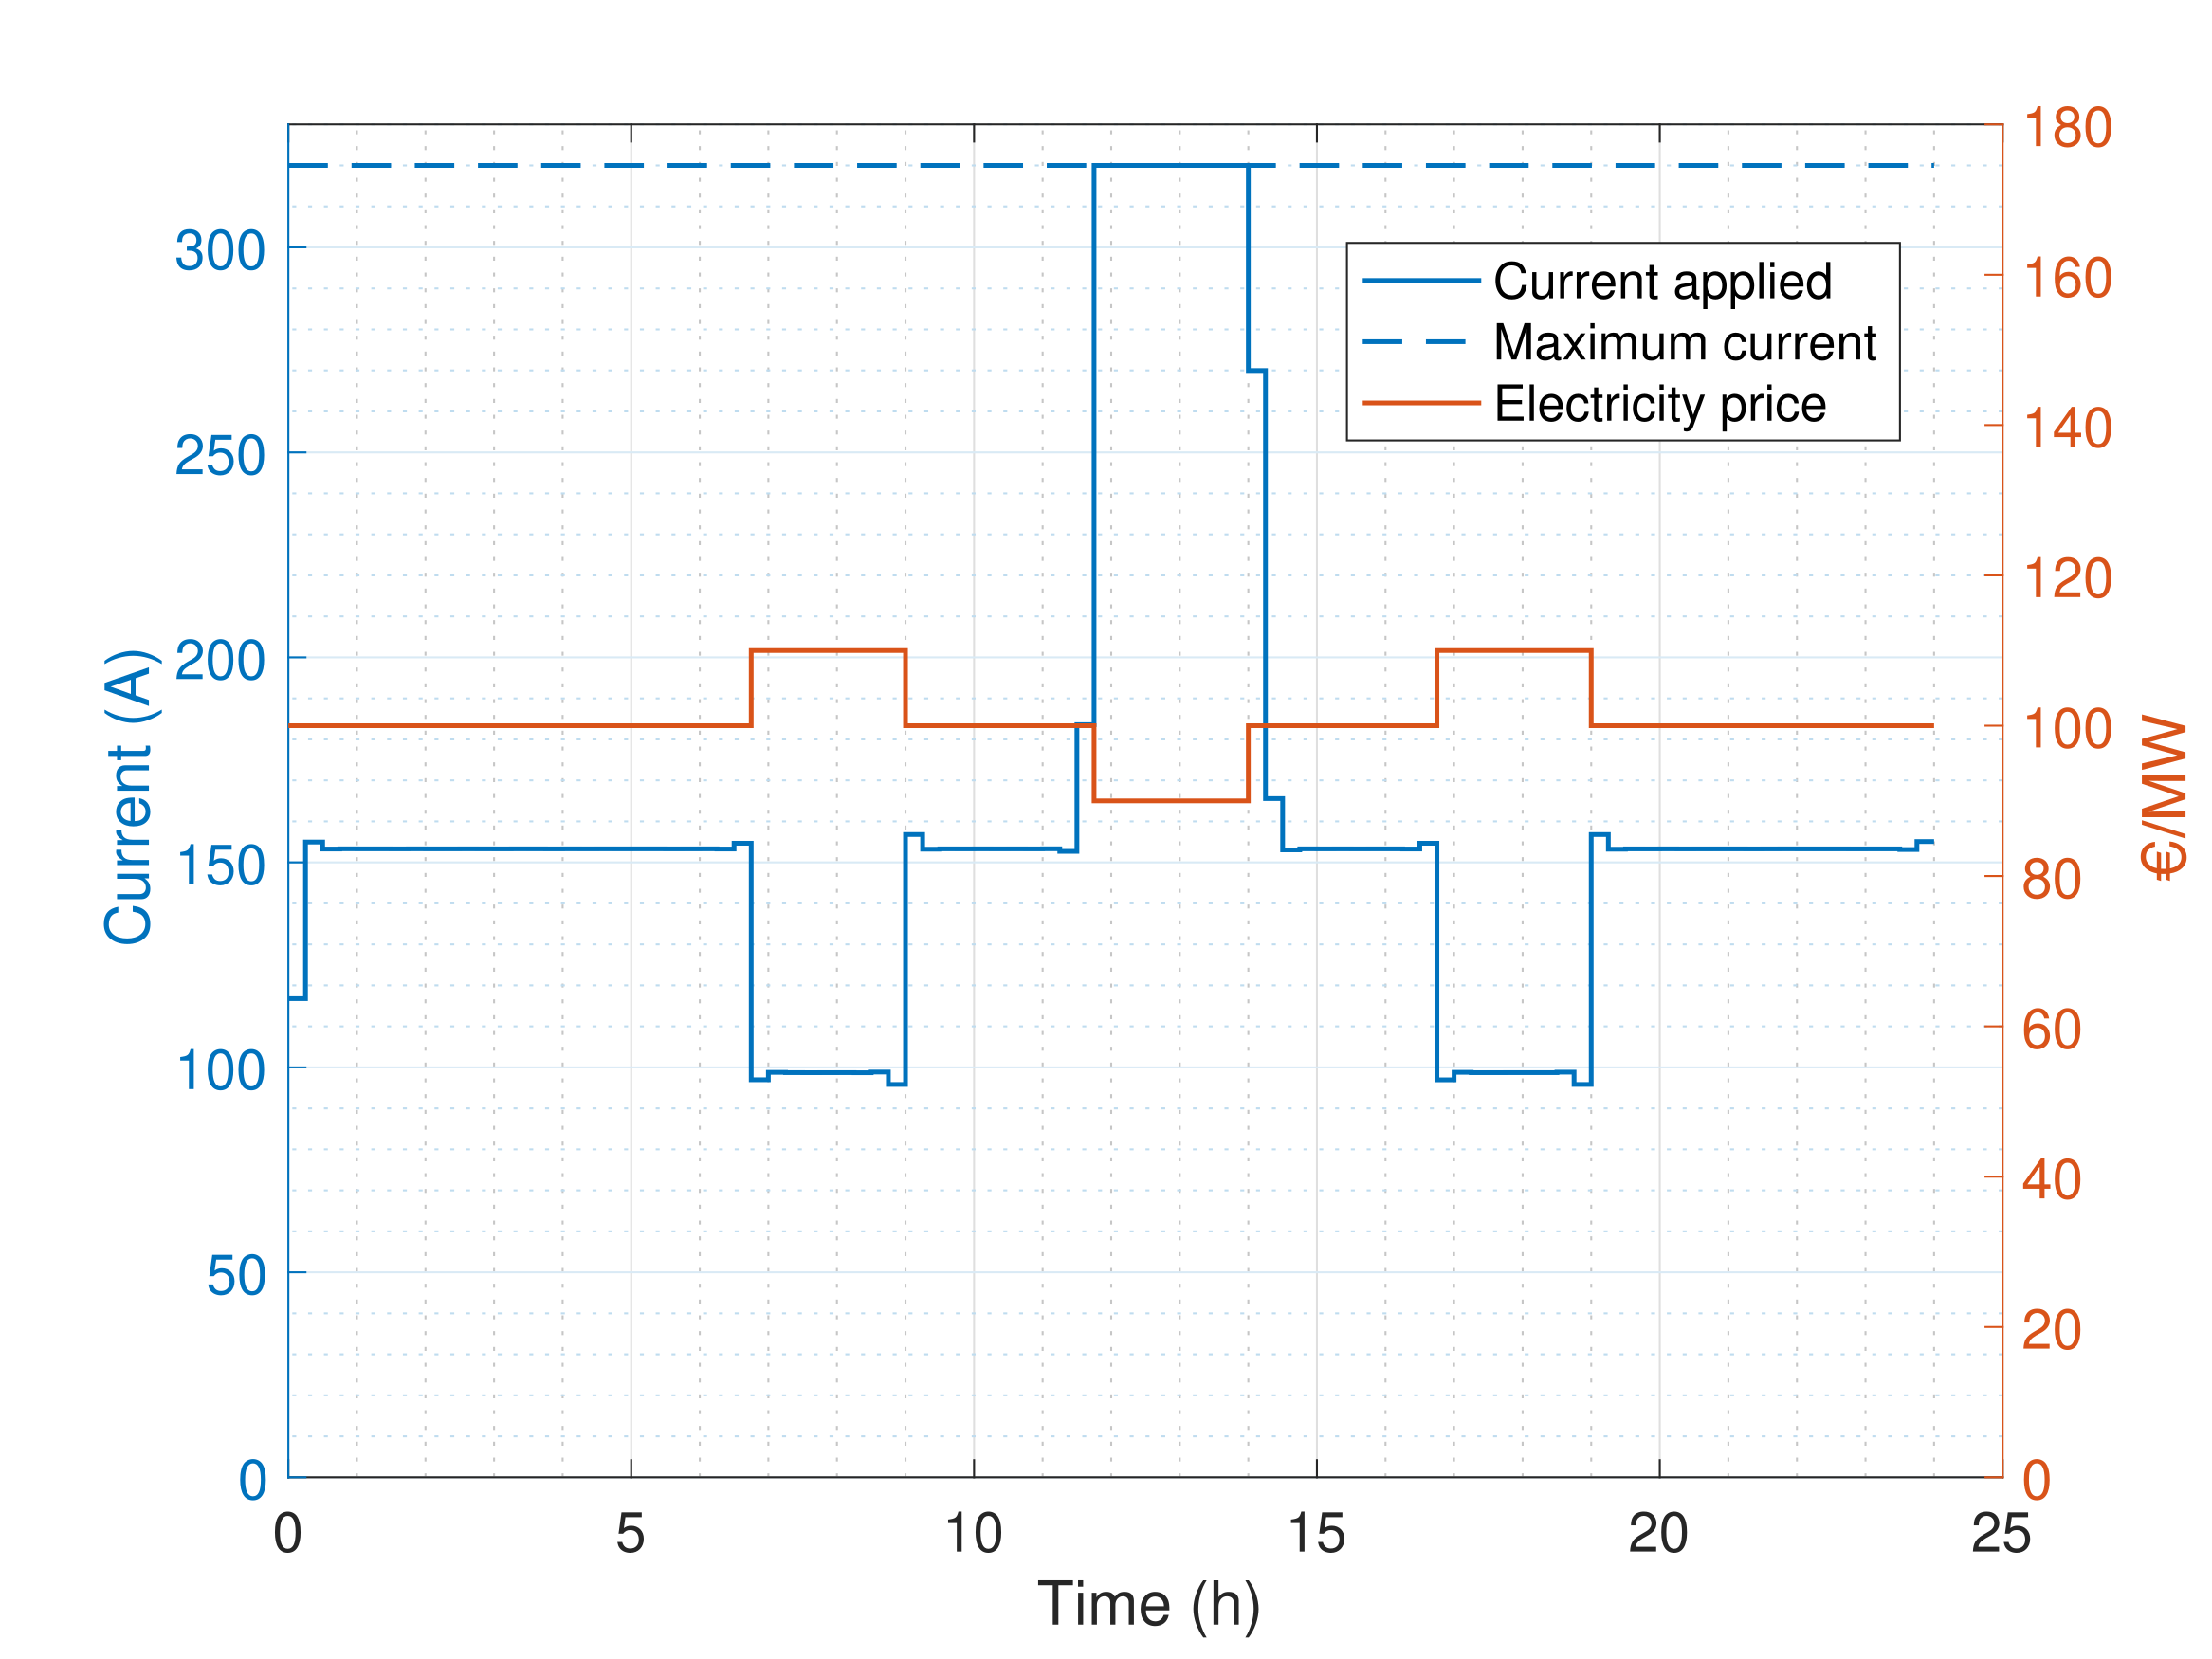 Current (A)
300
250
200
150
100
50
0
180
160
140
120
100
80
60
40
20
0
€/MW
Current applied
Maximum current
Electricity price
0 5 10 15 20 25
Time (h)